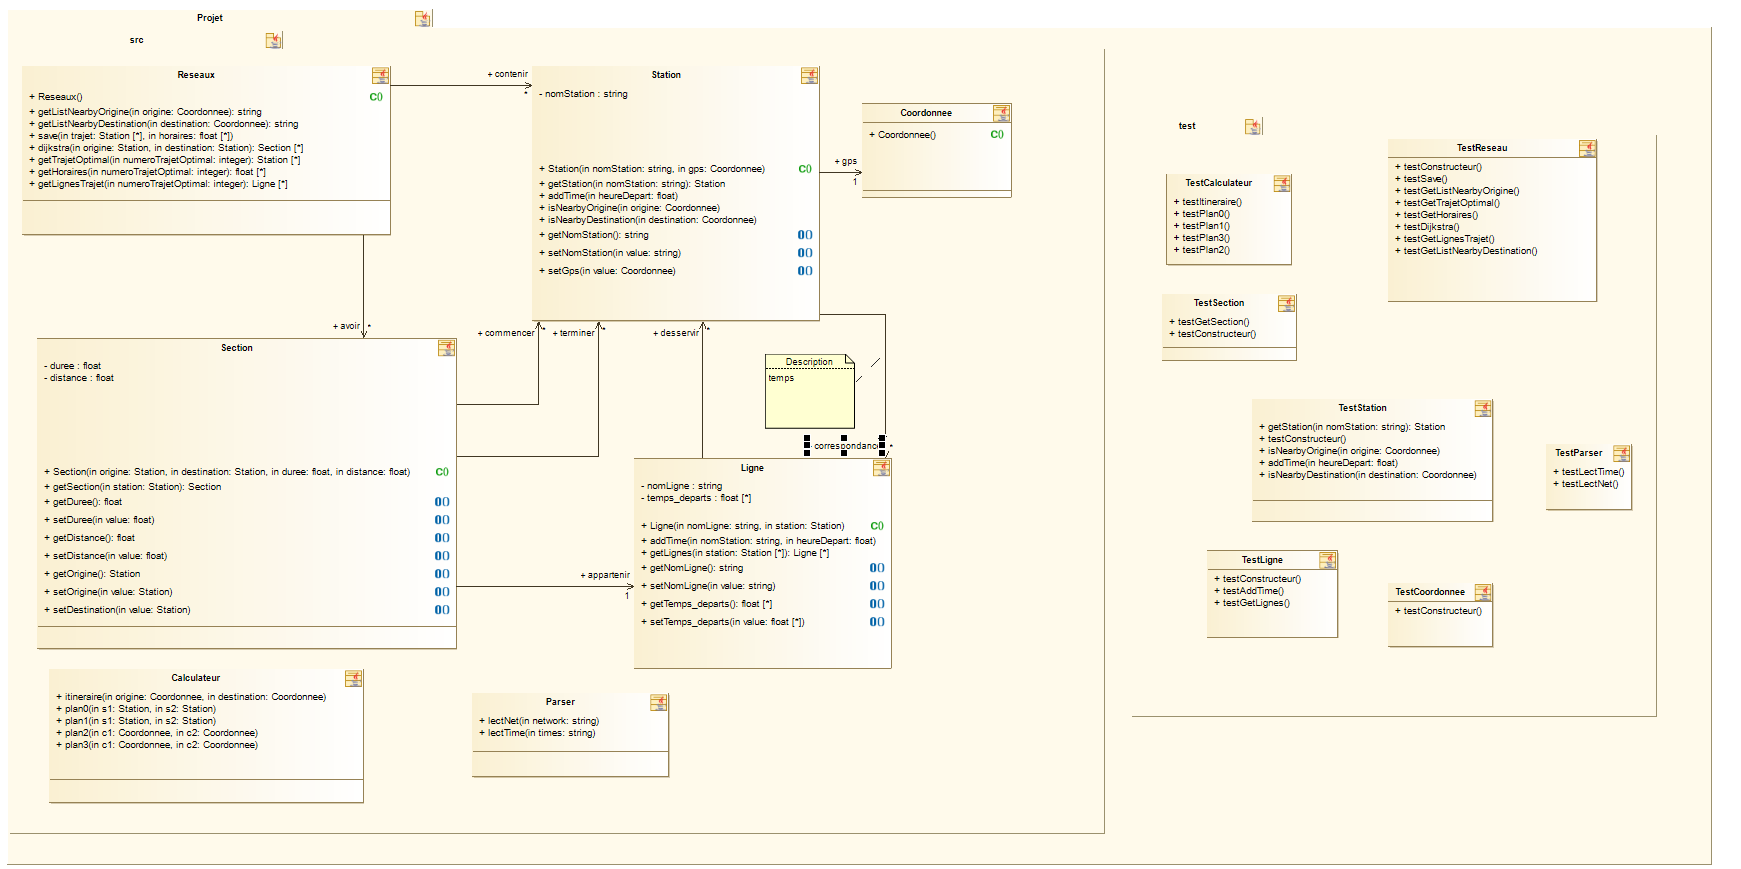 Projet
src
Reseaux
+ Reseaux()
C()
+ getListNearbyOrigine(in origine: Coordonnee): string
+ getListNearbyDestination(in destination: Coordonnee): string
+ save(in trajet: Station [*], in horaires: float [*])
+ dijkstra(in origine: Station, in destination: Station): Section [*]
+ getTrajetOptimal(in numeroTrajetOptimal: integer): Station [*]
+ getHoraires(in numeroTrajetOptimal: integer): float [*]
+ getLignesTrajet(in numeroTrajetOptimal: integer): Ligne [*]
+ contenir
*
Station
- nomStation : string
+ Station(in nomStation: string, in gps: Coordonnee)
C()
+ getStation(in nomStation: string): Station
+ addTime(in heureDepart: float)
+ isNearbyOrigine(in origine: Coordonnee)
+ isNearbyDestination(in destination: Coordonnee)
+ getNomStation(): string
0()
+ setNomStation(in value: string)
0()
+ setGps(in value: Coordonnee)
0()
+ gps
1
Coordonnee
+ Coordonnee()
C()
+ avoir
*
+ commencer
*
+ terminer
*
+ desservir
*
Description
temps
correspondance
*
Section
- duree : float
- distance : float
+ Section(in origine: Station, in destination: Station, in duree: float, in distance: float)
C()
+ getSection(in station: Station): Section
+ getDuree(): float
0()
+ setDuree(in value: float)
0()
+ getDistance(): float
0()
+ setDistance(in value: float)
0()
+ getOrigine(): Station
0()
+ setOrigine(in value: Station)
0()
+ setDestination(in value: Station)
0()
+ appartenir
1
Ligne
- nomLigne : string
- temps_departs : float [*]
+ Ligne(in nomLigne: string, in station: Station)
C()
+ addTime(in nomStation: string, in heureDepart: float)
+ getLignes(in station: Station [*]): Ligne [*]
+ getNomLigne(): string
0()
+ setNomLigne(in value: string)
0()
+ getTemps_departs(): float [*]
0()
+ setTemps_departs(in value: float [*])
0()
Calculateur
+ itineraire(in origine: Coordonnee, in destination: Coordonnee)
+ plan0(in s1: Station, in s2: Station)
+ plan1(in s1: Station, in s2: Station)
+ plan2(in c1: Coordonnee, in c2: Coordonnee)
+ plan3(in c1: Coordonnee, in c2: Coordonnee)
Parser
+ lectNet(in network: string)
+ lectTime(in times: string)
test
TestCalculateur
+ testItineraire()
+ testPlan0()
+ testPlan1()
+ testPlan3()
+ testPlan2()
TestReseau
+ testConstructeur()
+ testSave()
+ testGetListNearbyOrigine()
+ testGetTrajetOptimal()
+ testGetHoraires()
+ testDijkstra()
+ testGetLignesTrajet()
+ testGetListNearbyDestination()
TestSection
+ testGetSection()
+ testConstructeur()
TestStation
+ getStation(in nomStation: string): Station
+ testConstructeur()
+ isNearbyOrigine(in origine: Coordonnee)
+ addTime(in heureDepart: float)
+ isNearbyDestination(in destination: Coordonnee)
TestParser
+ testLectTime()
+ testLectNet()
TestLigne
+ testConstructeur()
+ testAddTime()
+ testGetLignes()
TestCoordonnee
+ testConstructeur()